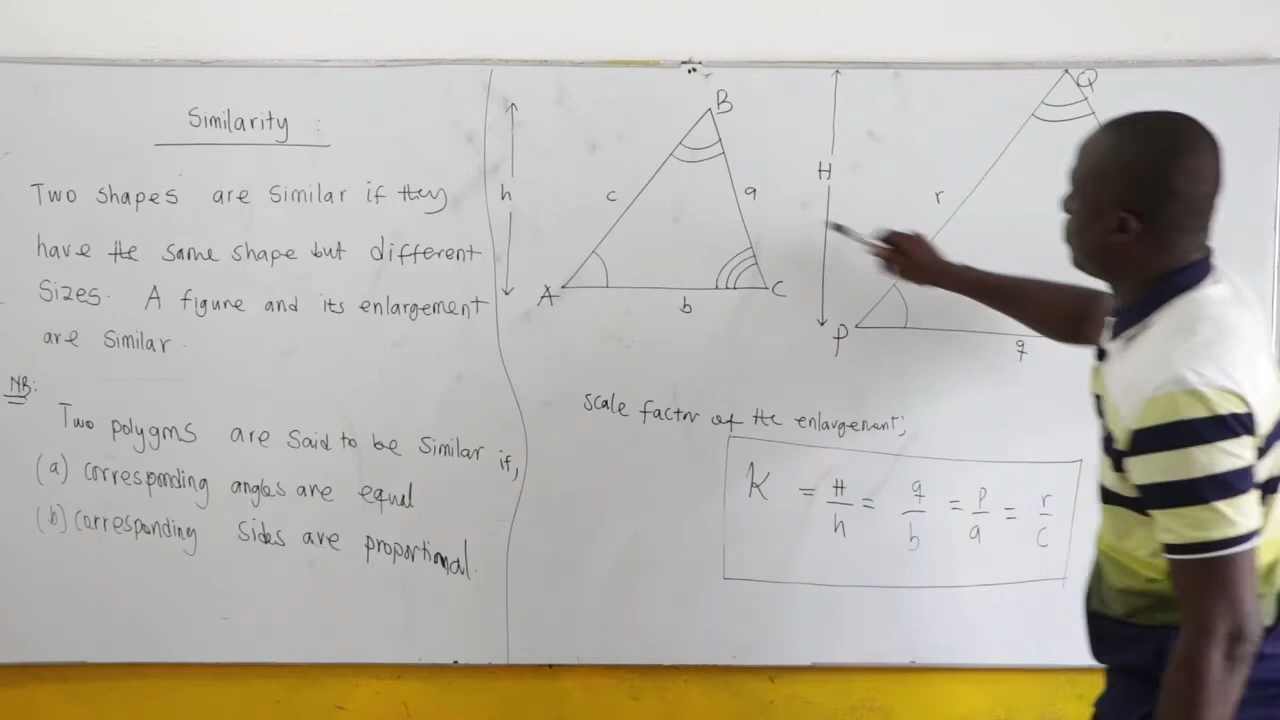 Similarity :
Two shapes are similar if they
have the same shape but different
sizes. A figure and its enlargement
are similar.
NB:
Two polygons are said to be similar if,
(a) corresponding angles are equal
(b) corresponding sides are proportional.
h
A
B
C
c
a
b
H
P
Q
r
q
scale factor of the enlargement;
K = H/h = q/b = p/a = r/c